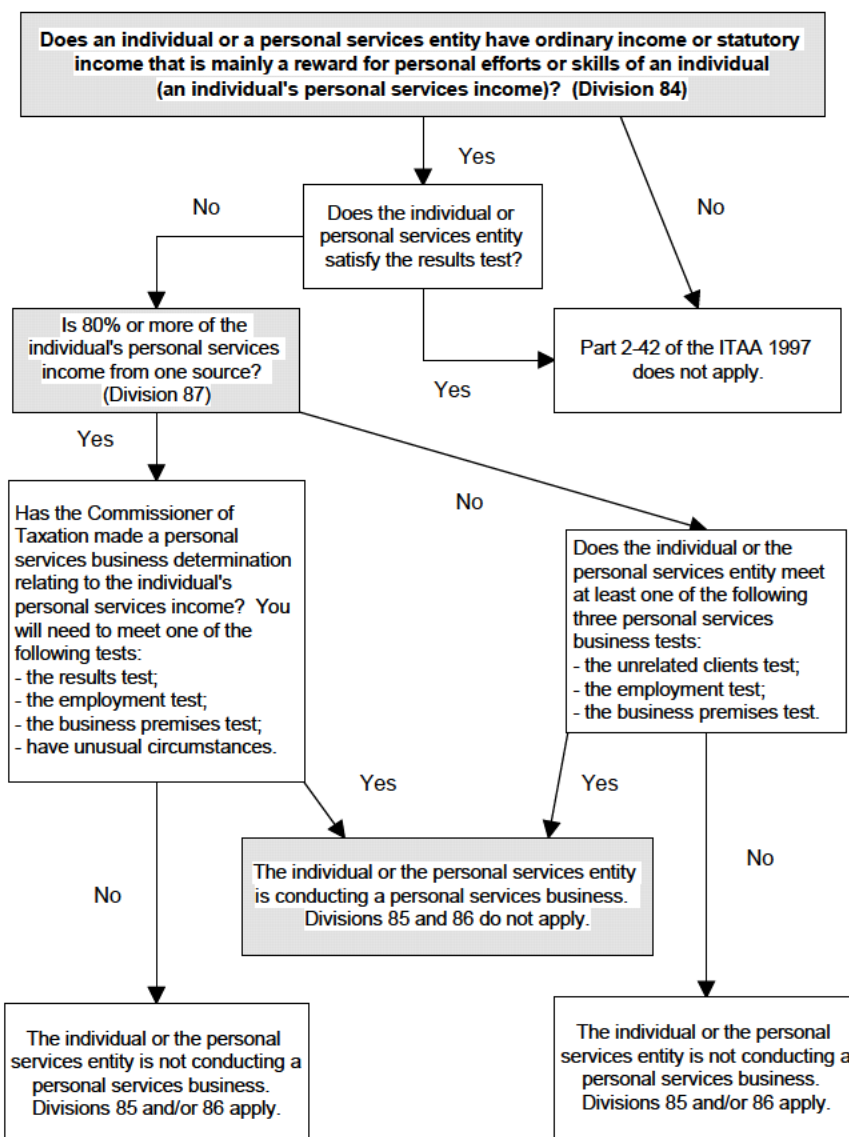 Does an individual or a personal services entity have ordinary income or statutory
income that is mainly a reward for personal efforts or skills of an individual
(an individual's personal services income)? (Division 84)
Yes
No
No
Does the individual or
personal services entity
satisfy the results test?
Is 80% or more of the
individual's personal services
income from one source?
(Division 87)
Yes
Part 2-42 of the ITAA 1997
does not apply.
Yes
No
Has the Commissioner of
Taxation made a personal
services business determination
relating to the individual's
personal services income? You
will need to meet one of the
following tests:
- the results test;
- the employment test;
- the business premises test;
- have unusual circumstances.
Does the individual or the
personal services entity meet
at least one of the following
three personal services
business tests:
- the unrelated clients test;
- the employment test;
- the business premises test.
Yes
Yes
No
No
The individual or the personal services entity
is conducting a personal services business.
Divisions 85 and 86 do not apply.
The individual or the personal
services entity is not conducting a
personal services business.
Divisions 85 and/or 86 apply.
The individual or the personal
services entity is not conducting a
personal services business.
Divisions 85 and/or 86 apply.